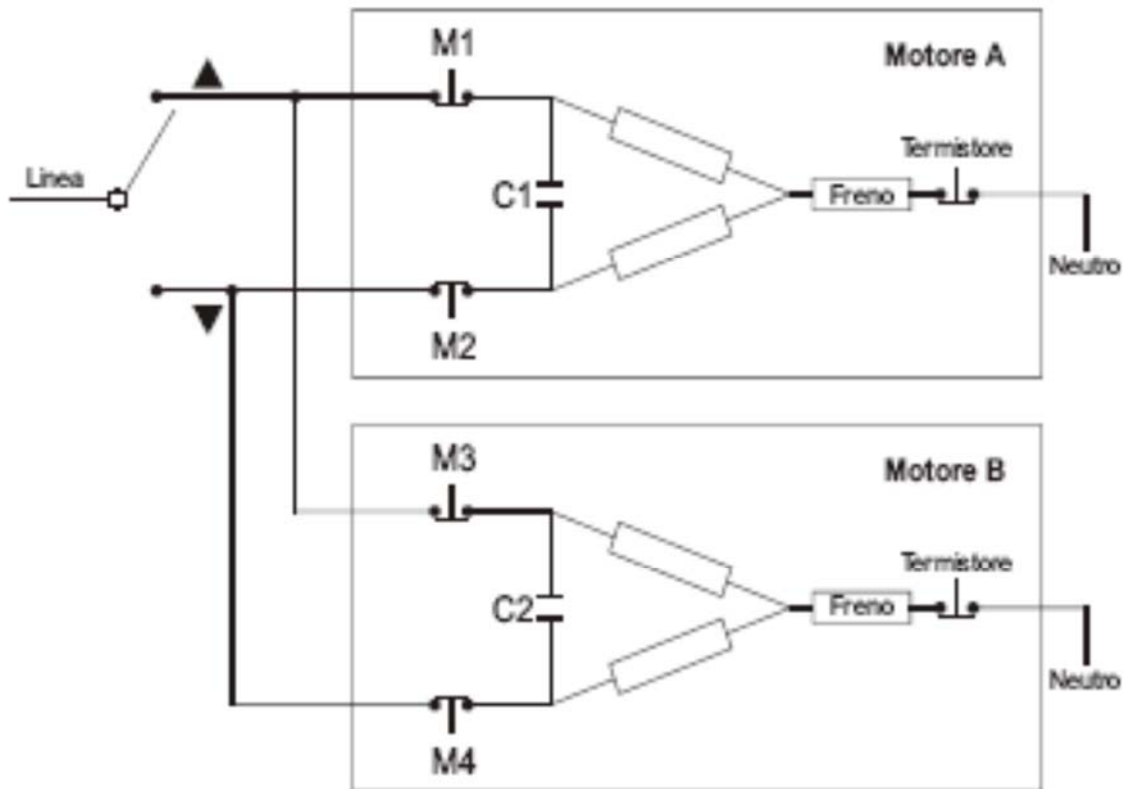 M1
Motore A
Linea
C1
Termistore
Freno
Neutro
M2
M3
Motore B
C2
Termistore
Freno
Neutro
M4